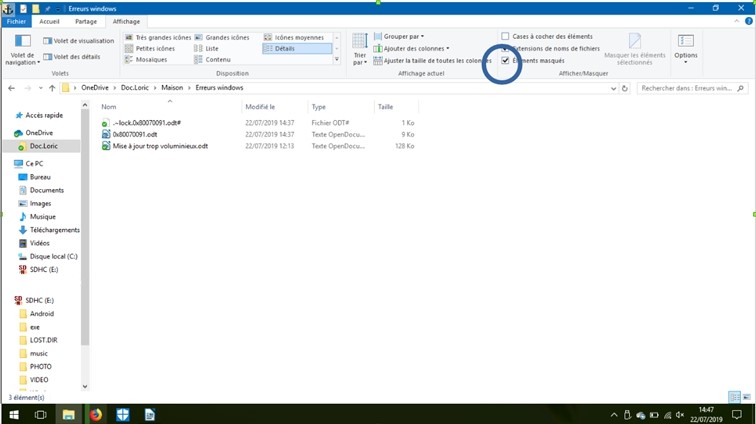 Erreurs windows
Fichier Accueil Partage Affichage
Volet de navigation
Volet de visualisation
Volet des détails
Volets
Très grandes icônes Grandes icônes Icônes moyennes
Petites icônes Liste Détails
Mosaïques Contenu
Disposition
Trier par
Grouper par
Ajouter des colonnes
Ajuster la taille de toutes les colonnes
Affichage actuel
Cases à cocher des éléments
Extensions de noms de fichiers
Éléments masqués
Masquer les éléments sélectionnés
Afficher/Masquer
Options
OneDrive Doc.Loric Maison Erreurs windows
Rechercher dans : Erreurs win...
Nom Modifié le Type Taille
.~lock.0x80070091.odt# 22/07/2019 14:37 Fichier ODT# 1 Ko
0x80070091.odt 22/07/2019 14:37 Texte OpenDocu... 9 Ko
Mise à jour trop voluminieux.odt 22/07/2019 12:13 Texte OpenDocu... 128 Ko
Accès rapide
OneDrive
Doc.Loric
Ce PC
Bureau
Documents
Images
Musique
Téléchargements
Vidéos
Disque local (C:)
SDHC (E:)
SDHC (E:)
Android
exe
LOST.DIR
music
PHOTO
VIDEO
3 élément(s)
14:47
22/07/2019